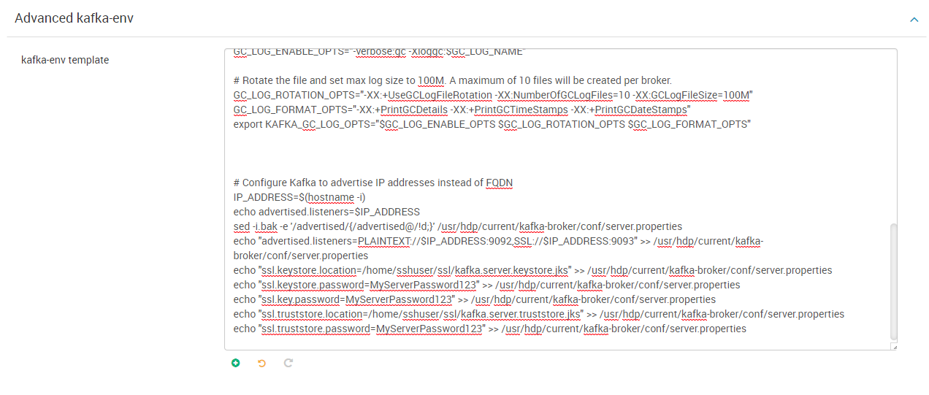 Advanced kafka-env
kafka-env template
GC_LOG_ENABLE_OPTS="-verbose:gc -Xloggc:$GC_LOG_NAME"
# Rotate the file and set max log size to 100M. A maximum of 10 files will be created per broker.
GC_LOG_ROTATION_OPTS="-XX:+UseGCLogFileRotation -XX:NumberOfGCLogFiles=10 -XX:GCLogFileSize=100M"
GC_LOG_FORMAT_OPTS="-XX:+PrintGCDetails -XX:+PrintGCTimeStamps -XX:+PrintGCDateStamps"
export KAFKA_GC_LOG_OPTS="$GC_LOG_ENABLE_OPTS $GC_LOG_ROTATION_OPTS $GC_LOG_FORMAT_OPTS"
# Configure Kafka to advertise IP addresses instead of FQDN
IP_ADDRESS=$(hostname -i)
echo advertised.listeners=$IP_ADDRESS
sed -i.bak -e '/advertised/{/advertised@/!d;}' /usr/hdp/current/kafka-broker/conf/server.properties
echo "advertised.listeners=PLAINTEXT://$IP_ADDRESS:9092,SSL://$IP_ADDRESS:9093" >> /usr/hdp/current/kafka-
broker/conf/server.properties
echo "ssl.keystore.location=/home/sshuser/ssl/kafka.server.keystore.jks" >> /usr/hdp/current/kafka-broker/conf/server.properties
echo "ssl.keystore.password=MyServerPassword123" >> /usr/hdp/current/kafka-broker/conf/server.properties
echo "ssl.key.password=MyServerPassword123" >> /usr/hdp/current/kafka-broker/conf/server.properties
echo "ssl.truststore.location=/home/sshuser/ssl/kafka.server.truststore.jks" >> /usr/hdp/current/kafka-broker/conf/server.properties
echo "ssl.truststore.password=MyServerPassword123" >> /usr/hdp/current/kafka-broker/conf/server.properties